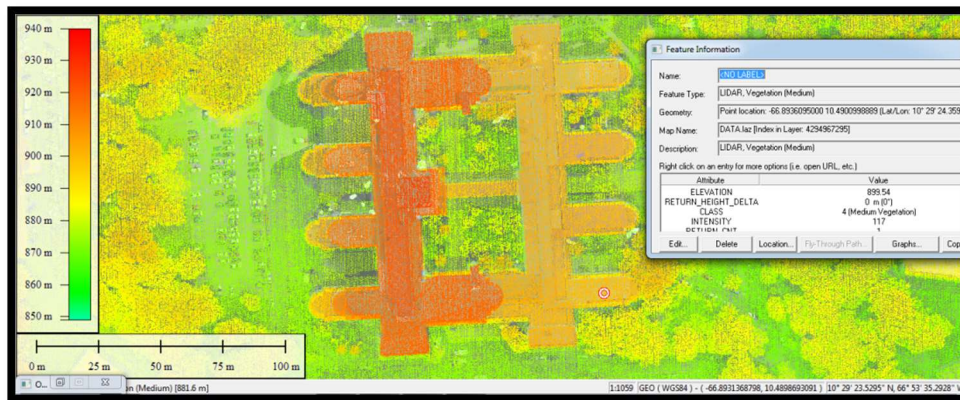 940 m
930 m
920 m
910 m
900 m
890 m
880 m
870 m
860 m
850 m
0 m 25 m 50 m 75 m 100 m
Feature Information
Name: <NO LABEL>
Feature Type: LIDAR, Vegetation (Medium)
Geometry: Point location: -66.8936095000 10.4900998889 (Lat/Lon: 10° 29' 24.359
Map Name: DATA.laz [Index in Layer: 4294967295]
Description: LIDAR, Vegetation (Medium)
Right click on an entry for more options (i.e. open URL, etc.)
Attribute Value
ELEVATION 899.54
RETURN_HEIGHT_DELTA 0 m (0")
CLASS 4 (Medium Vegetation)
INTENSITY 117
RETURN_CNT 1
Edit... Delete Location... Fly-Through Path... Graphs... Cop
O... on (Medium) [881.6 m] 1:1059 GEO ( WGS84 ) - ( -66.8931368798, 10.4898693091 ) 10° 29' 23.5295" N, 66° 53' 35.2928" W